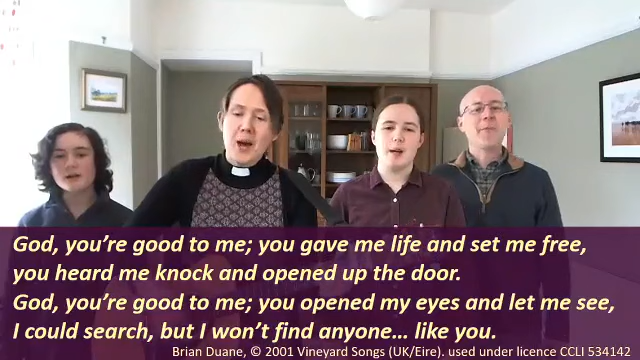 God, you’re good to me; you gave me life and set me free,
you heard me knock and opened up the door.
God, you’re good to me; you opened my eyes and let me see,
I could search, but I won’t find anyone… like you.
Brian Duane, © 2001 Vineyard Songs (UK/Eire). used under licence CCLI 534142